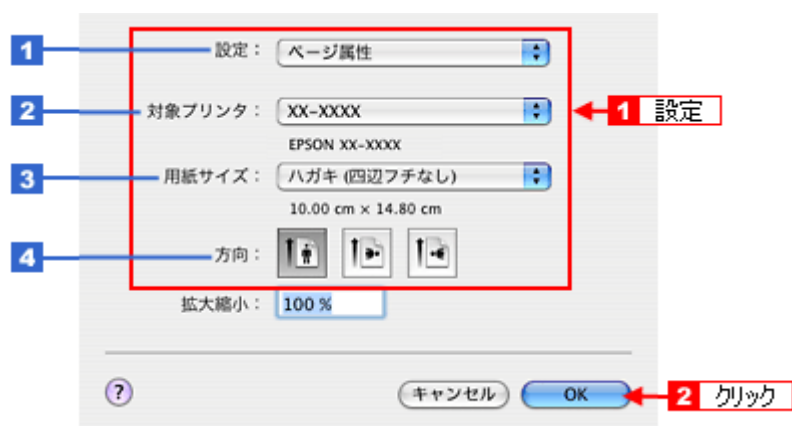 1 設定： ページ属性
2 対象プリンタ： XX-XXXX 1 設定
EPSON XX-XXXX
3 用紙サイズ： ハガキ (四辺フチなし)
10.00 cm × 14.80 cm
4 方向：
拡大縮小： 100 %
? キャンセル OK 2 クリック